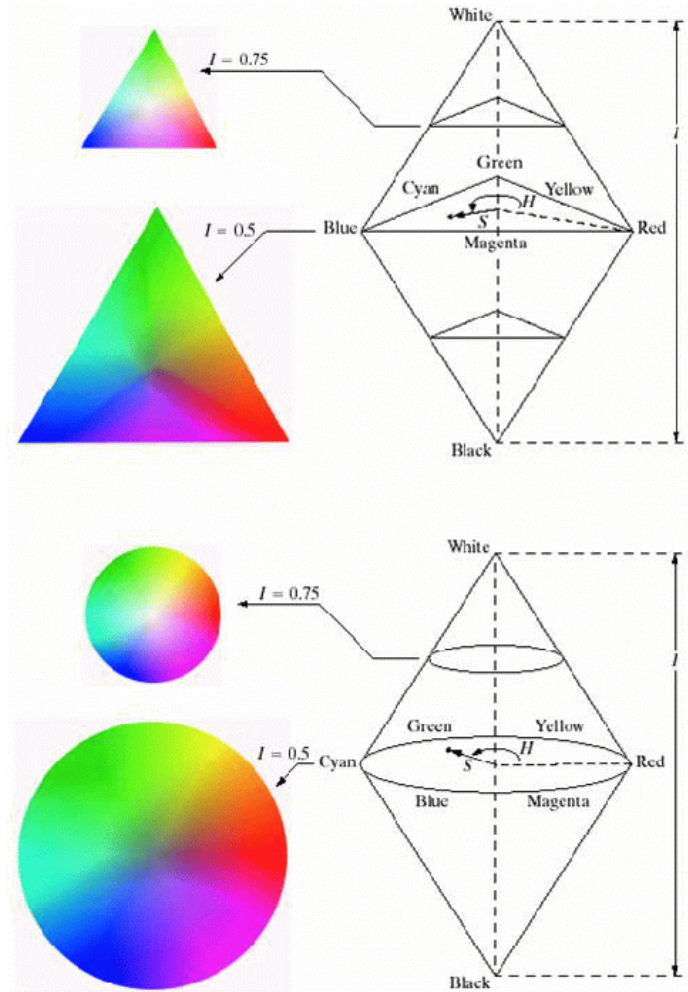 White
I = 0.75
I
Green
Cyan
Yellow
H
S
I = 0.5
Blue
Red
Magenta
Black
White
I = 0.75
I
Green
Yellow
I = 0.5
H
S
Cyan
Red
Blue
Magenta
Black